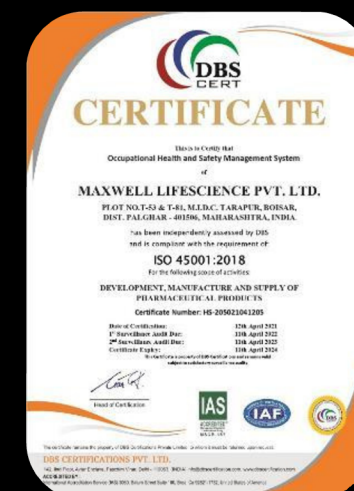 DBS
CERT
CERTIFICATE
This is to Certify that
Occupational Health and Safety Management System
of
MAXWELL LIFESCIENCE PVT. LTD.
PLOT NO.T-53 & T-81, M.I.D.C. TARAPUR, BOISAR,
DIST. PALGHAR - 401506, MAHARASHTRA, INDIA
has been independently assessed by DBS
and is compliant with the requirement of:
ISO 45001:2018
For the following scope of activities:
DEVELOPMENT, MANUFACTURE AND SUPPLY OF
PHARMACEUTICAL PRODUCTS
Certificate Number: HS-205021041205
Date of Certification: 12th April 2021
1st Surveillance Audit Due: 11th April 2022
2nd Surveillance Audit Due: 11th April 2023
Certificate Expiry: 11th April 2024
Head of Certification
IAS
ACCREDITED
IAF
DBS CERTIFICATIONS PVT. LTD.
ACCREDITED BY :